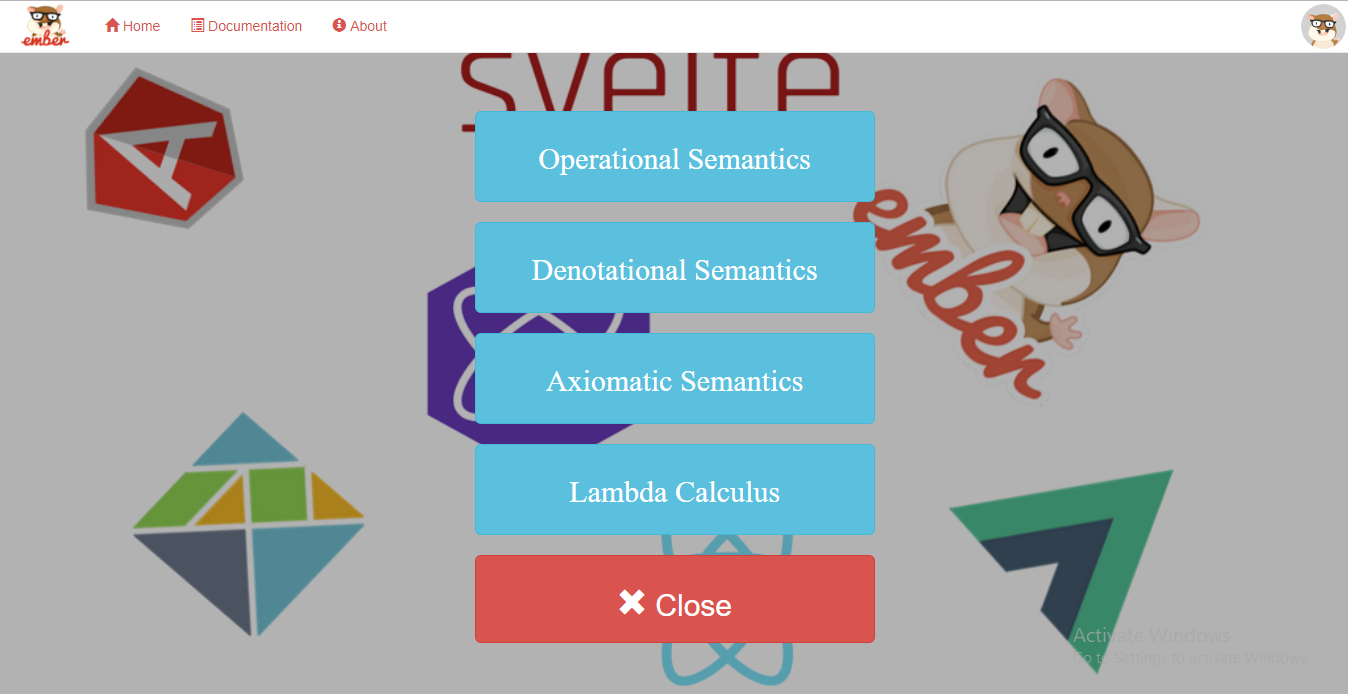 ember
Home
Documentation
About
svelte
Operational Semantics
ember
Denotational Semantics
Axiomatic Semantics
Lambda Calculus
Close
Activate Windows
Go to Settings to activate Windows.